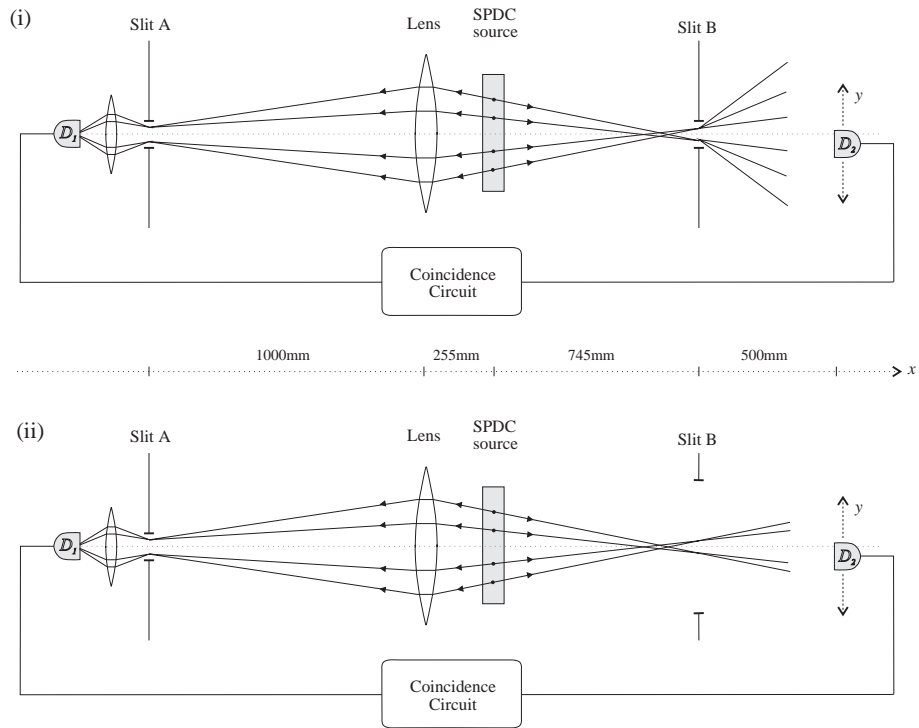 (i)
Slit A
Lens
SPDC
source
Slit B
y
D1
D2
Coincidence
Circuit
1000mm
255mm
745mm
500mm
x
(ii)
Slit A
Lens
SPDC
source
Slit B
y
D1
D2
Coincidence
Circuit